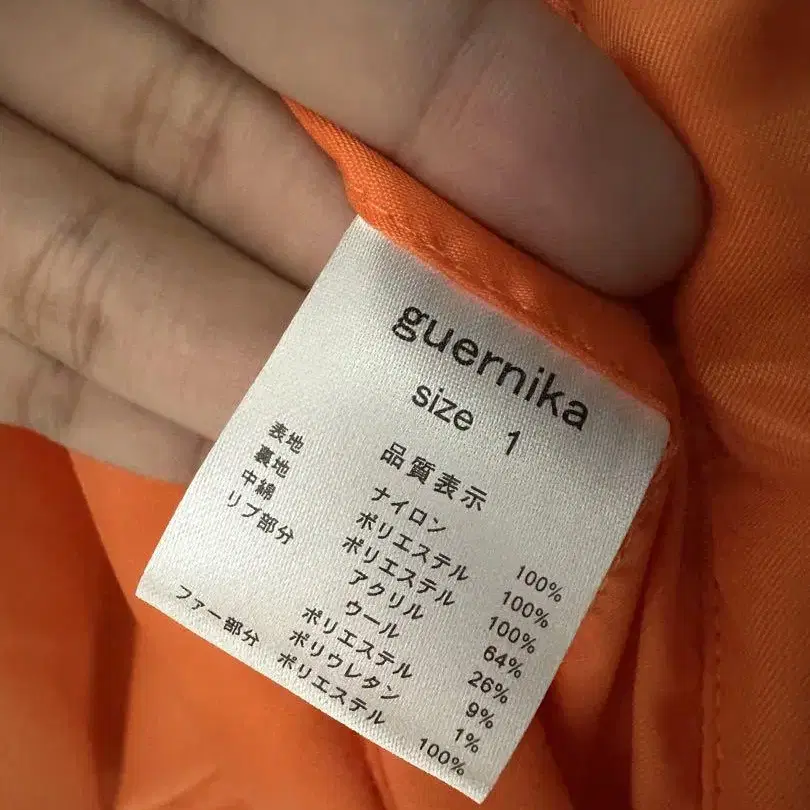 guernika
size 1
品質表示
表地 ナイロン 100%
裏地 ポリエステル 100%
中綿 ポリエステル 100%
リブ部分 アクリル 64%
ウール 26%
ポリエステル 9%
ポリウレタン 1%
ファー部分 ポリエステル 100%